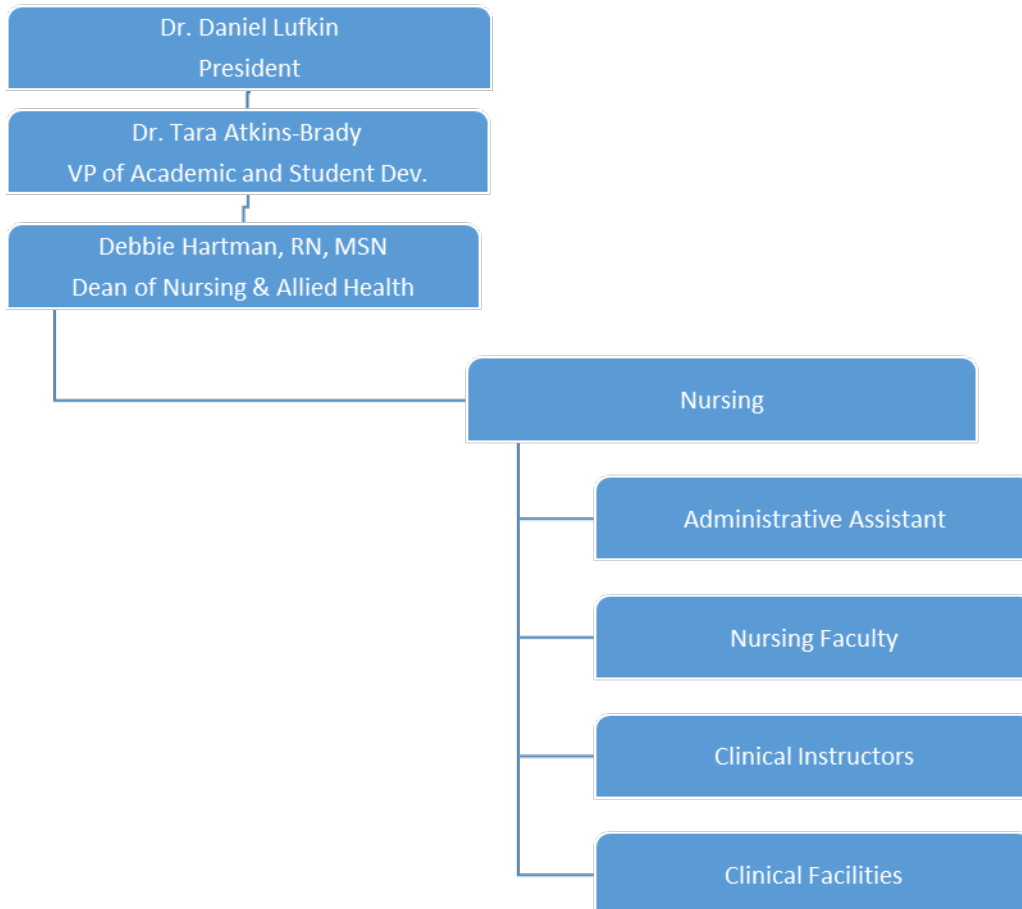 Dr. Daniel Lufkin
President
Dr. Tara Atkins-Brady
VP of Academic and Student Dev.
Debbie Hartman, RN, MSN
Dean of Nursing & Allied Health
Nursing
Administrative Assistant
Nursing Faculty
Clinical Instructors
Clinical Facilities